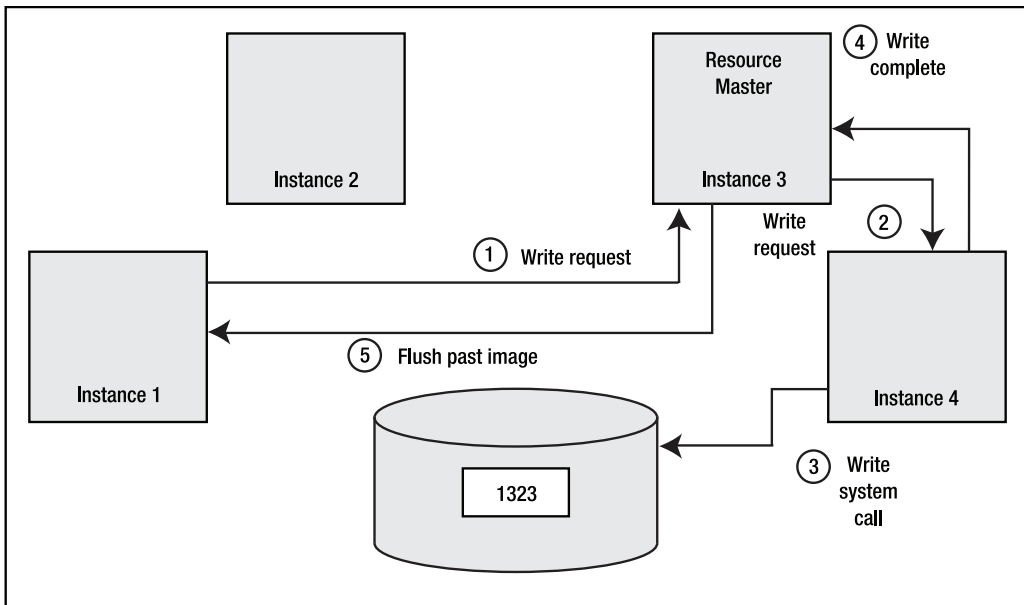 4 Write
complete
Resource
Master
Instance 2
Instance 3
2
Write
request
1 Write request
5 Flush past image
Instance 1
Instance 4
1323
3 Write
system
call